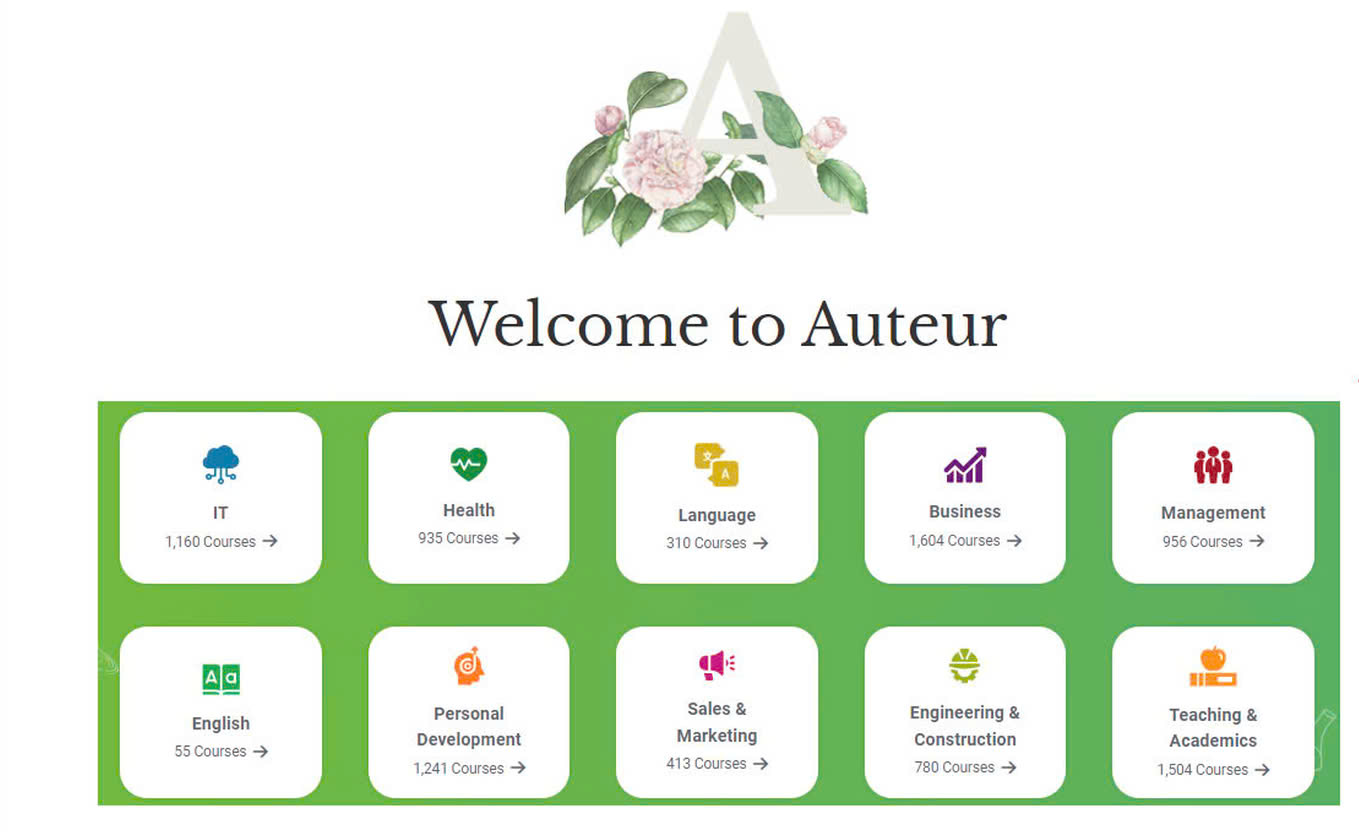 A
Welcome to Auteur
IT
1,160 Courses
Health
935 Courses
文
A
Language
310 Courses
Business
1,604 Courses
Management
956 Courses
Aa
English
55 Courses
Personal
Development
1,241 Courses
Sales &
Marketing
413 Courses
Engineering &
Construction
780 Courses
Teaching &
Academics
1,504 Courses